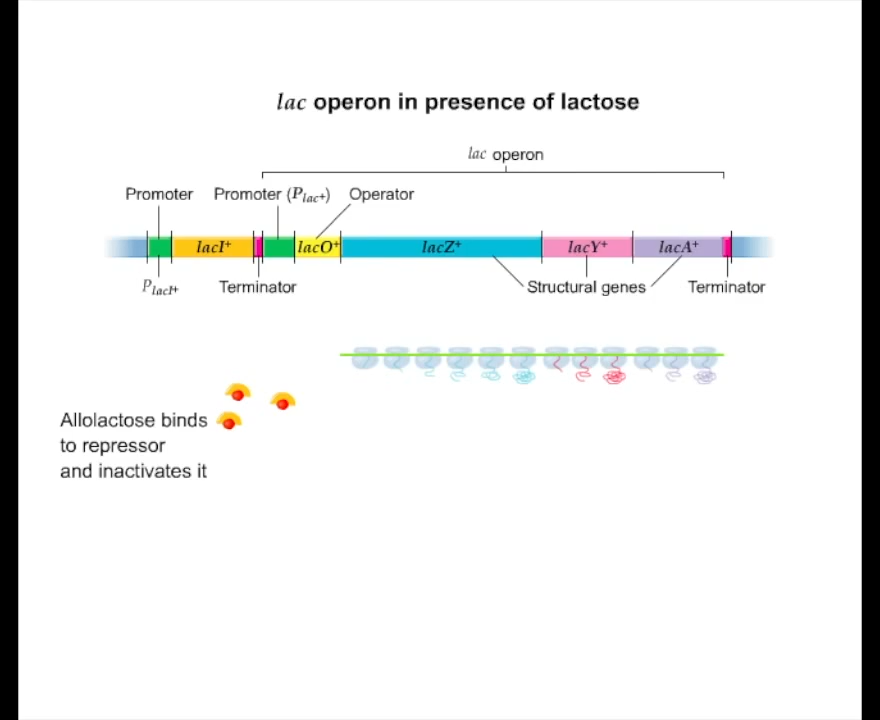 lac operon in presence of lactose
lac operon
Promoter Promoter (Plac+) Operator
lacI+ lacO+ lacZ+ lacY+ lacA+
PlacI+ Terminator Structural genes Terminator
Allolactose binds
to repressor
and inactivates it